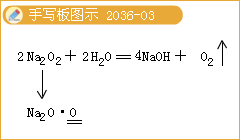 手写板图示 2036-03
2Na₂O₂ + 2H₂O═4NaOH + O₂↑
↓
Na₂O·O